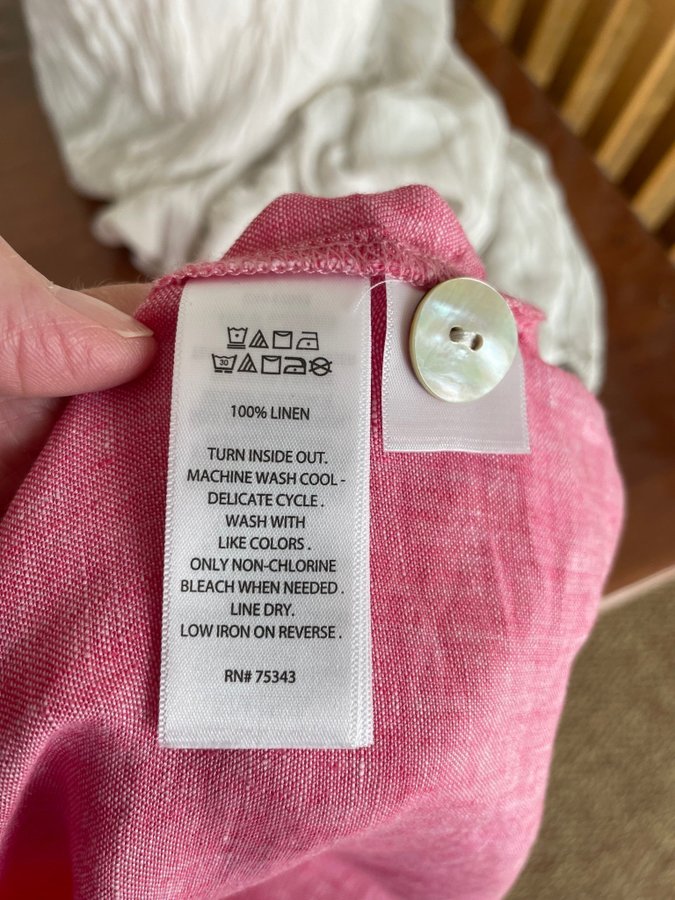 30
100% LINEN
TURN INSIDE OUT.
MACHINE WASH COOL -
DELICATE CYCLE .
WASH WITH
LIKE COLORS .
ONLY NON-CHLORINE
BLEACH WHEN NEEDED .
LINE DRY.
LOW IRON ON REVERSE .
RN# 75343